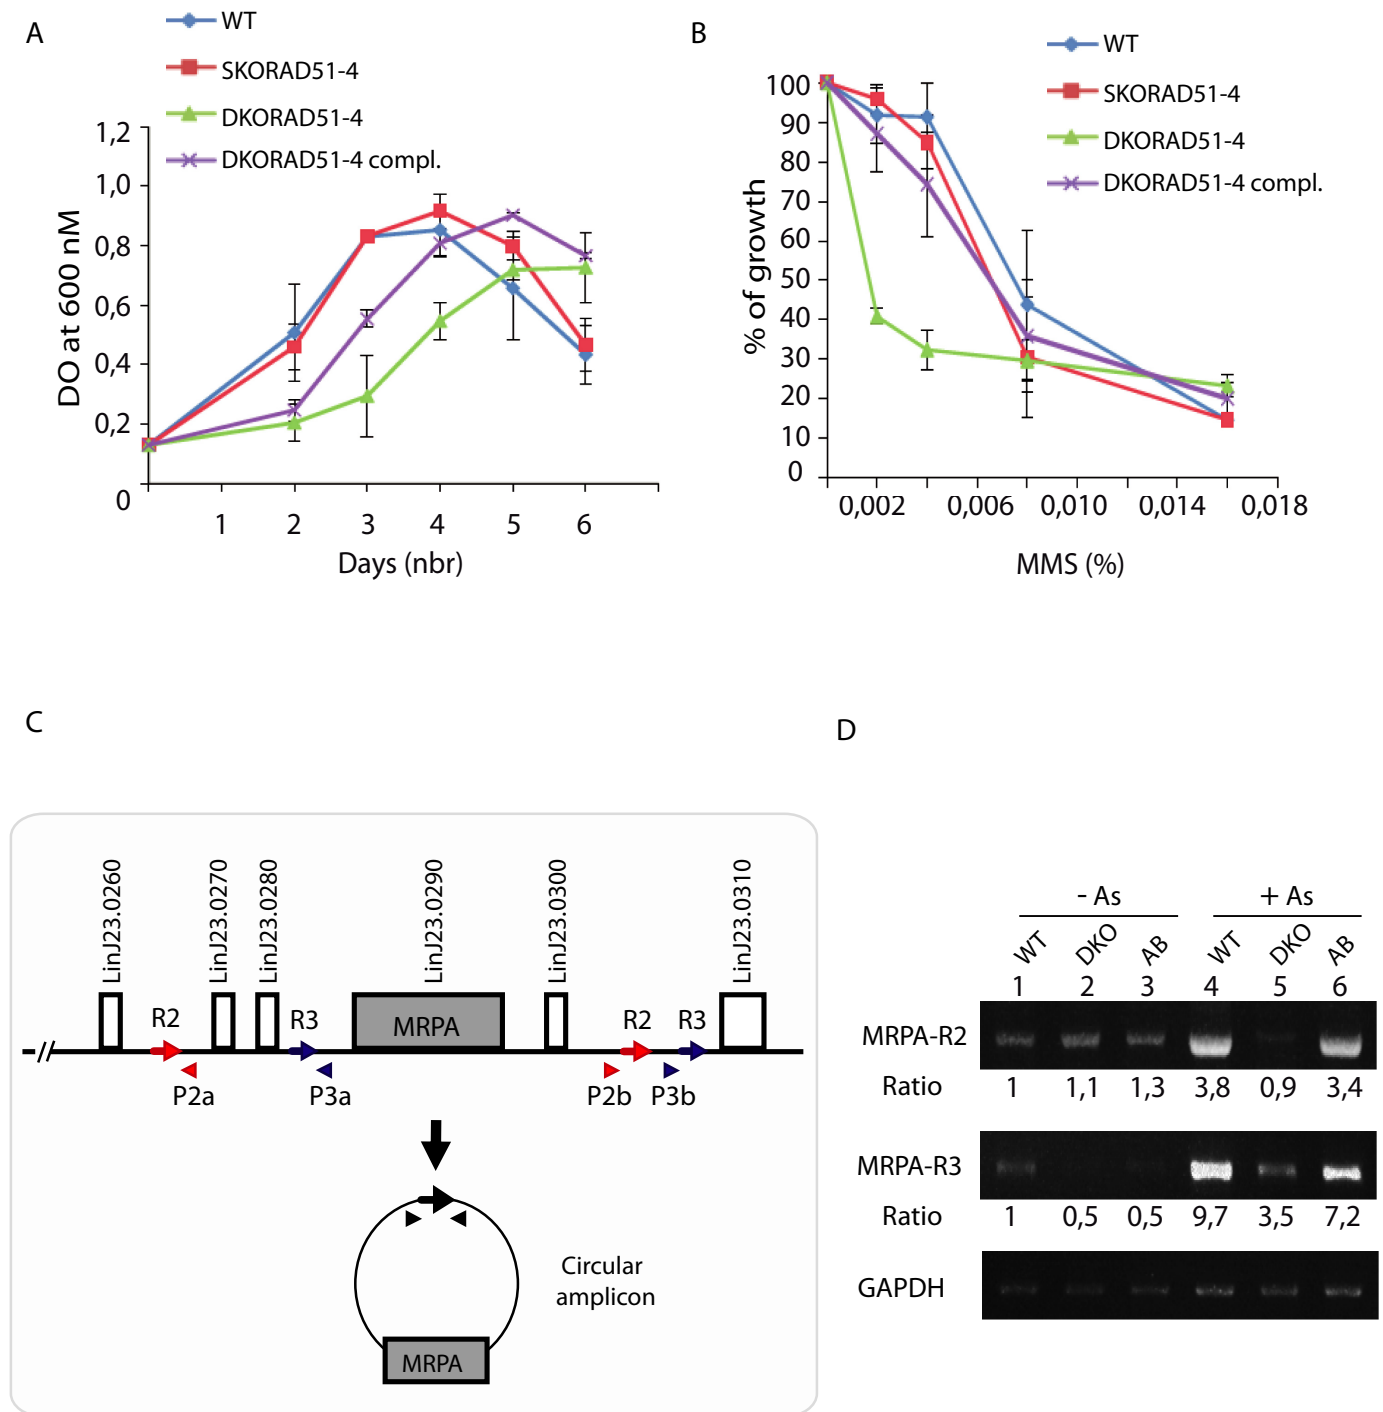 A
WT
SKORAD51-4
DKORAD51-4
DKORAD51-4 compl.
1,2
1,0
0,8
0,6
0,4
0,2
0
DO at 600 nM
1 2 3 4 5 6
Days (nbr)
B
WT
SKORAD51-4
DKORAD51-4
DKORAD51-4 compl.
100
90
80
70
60
50
40
30
20
10
0
% of growth
0,002 0,006 0,010 0,014 0,018
MMS (%)
C
LinJ23.0260
LinJ23.0270
LinJ23.0280
LinJ23.0290
LinJ23.0300
LinJ23.0310
R2 R3 MRPA R2 R3
P2a P3a P2b P3b
Circular
amplicon
MRPA
D
- As + As
WT DKO AB WT DKO AB
1 2 3 4 5 6
MRPA-R2
Ratio 1 1,1 1,3 3,8 0,9 3,4
MRPA-R3
Ratio 1 0,5 0,5 9,7 3,5 7,2
GAPDH